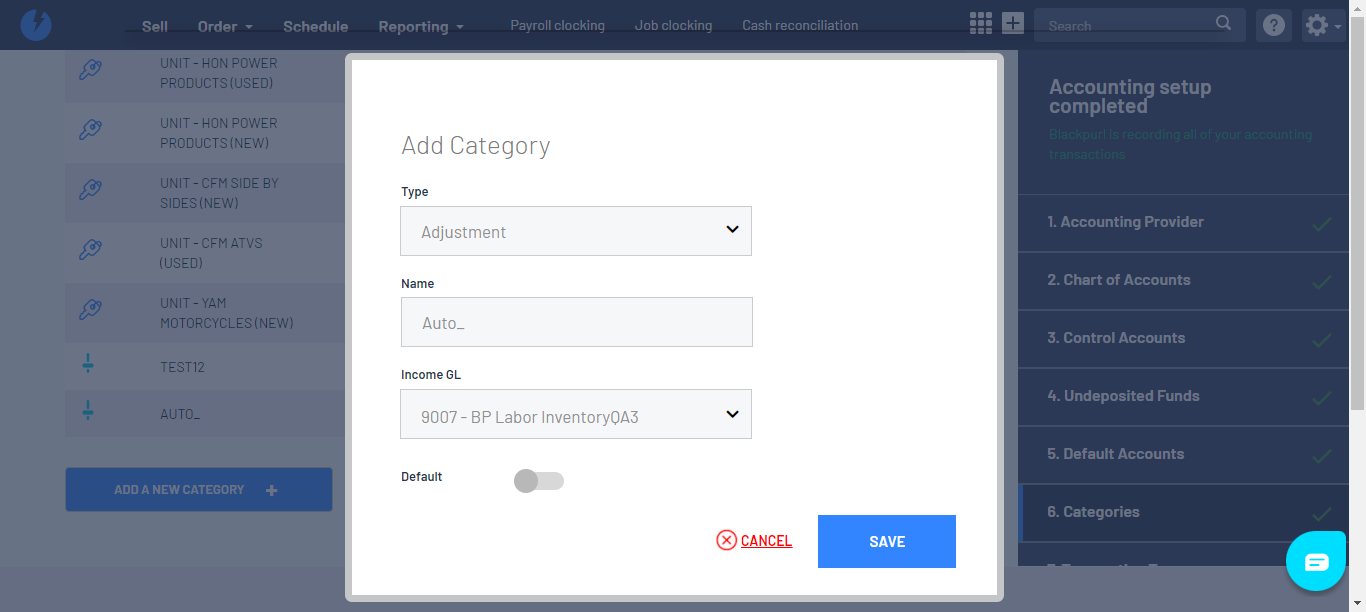 Sell
Order
Schedule
Reporting
Payroll clocking
Job clocking
Cash reconciliation
Search
UNIT - HON POWER
PRODUCTS (USED)
UNIT - HON POWER
PRODUCTS (NEW)
UNIT - CFM SIDE BY
SIDES (NEW)
UNIT - CFM ATVS
(USED)
UNIT - YAM
MOTORCYCLES (NEW)
TEST12
AUTO_
ADD A NEW CATEGORY
Add Category
Type
Adjustment
Name
Auto_
Income GL
9007 - BP Labor InventoryQA3
Default
CANCEL
SAVE
Accounting setup
completed
Blackpurl is recording all of your accounting
transactions
1. Accounting Provider
2. Chart of Accounts
3. Control Accounts
4. Undeposited Funds
5. Default Accounts
6. Categories